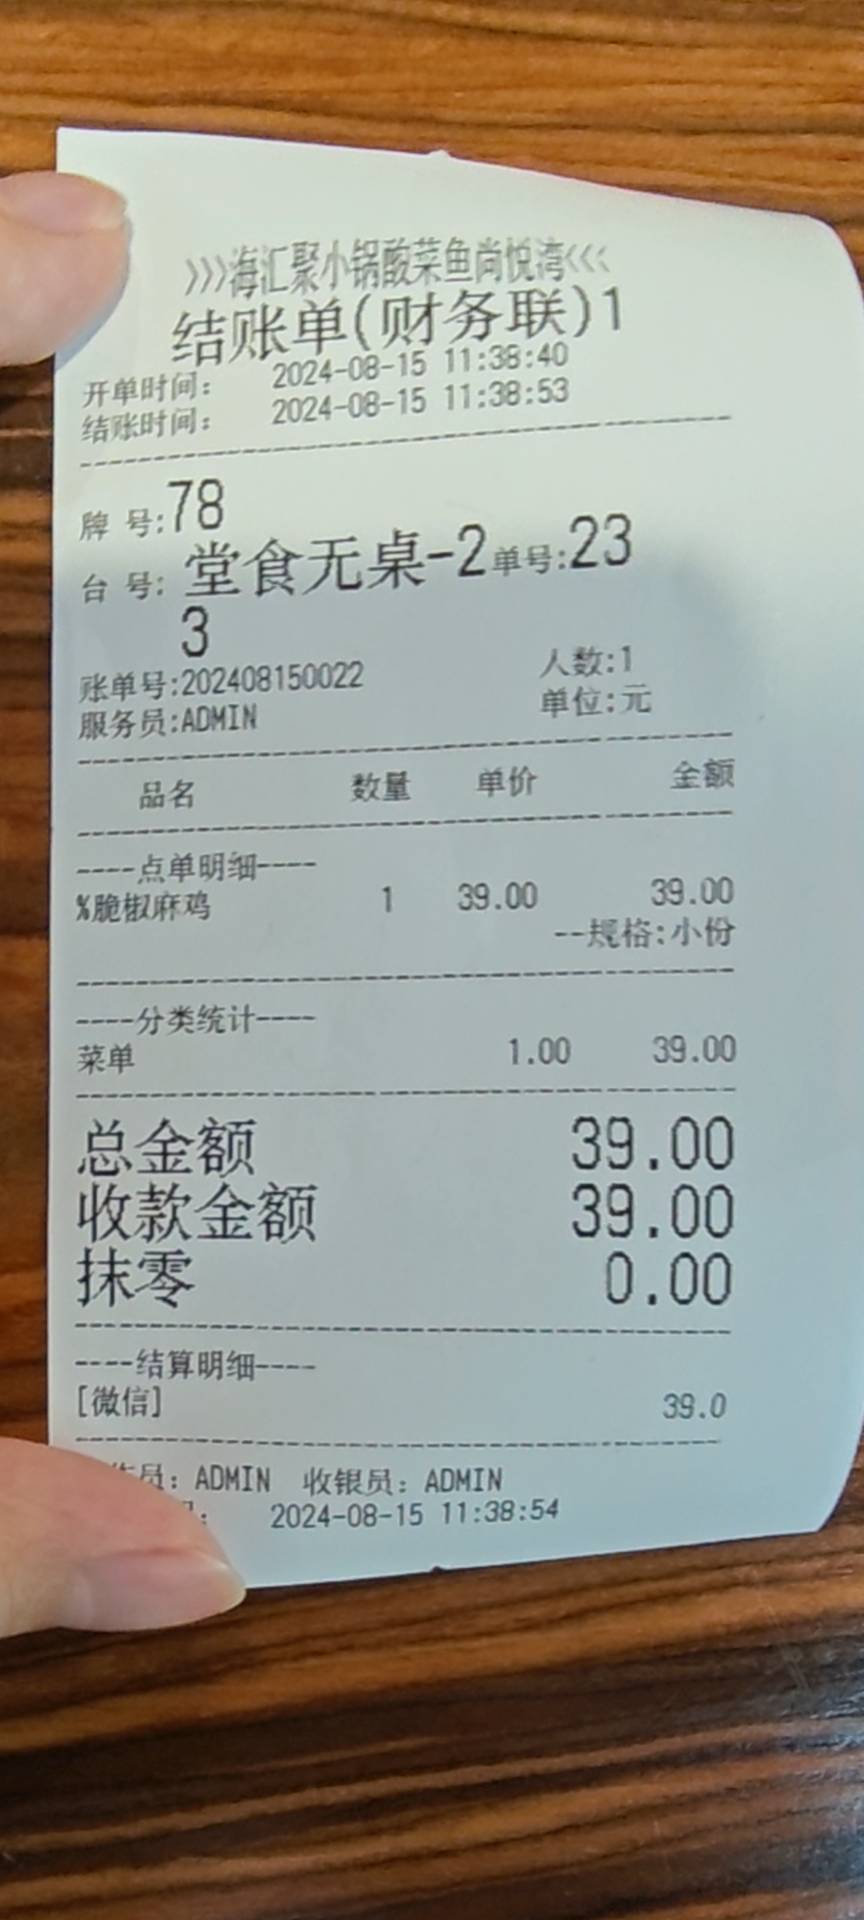 >>>海汇聚小锅酸菜鱼尚悦湾<<<
结账单(财务联)1
开单时间: 2024-08-15 11:38:40
结账时间: 2024-08-15 11:38:53
牌 号:78
台 号: 堂食无桌-2 单号:23
3
账单号:202408150022 人数:1
服务员:ADMIN 单位:元
品名 数量 单价 金额
----点单明细----
%脆椒麻鸡 1 39.00 39.00
--规格:小份
----分类统计----
菜单 1.00 39.00
总金额 39.00
收款金额 39.00
抹零 0.00
----结算明细----
[微信] 39.0
员: ADMIN 收银员: ADMIN
: 2024-08-15 11:38:54